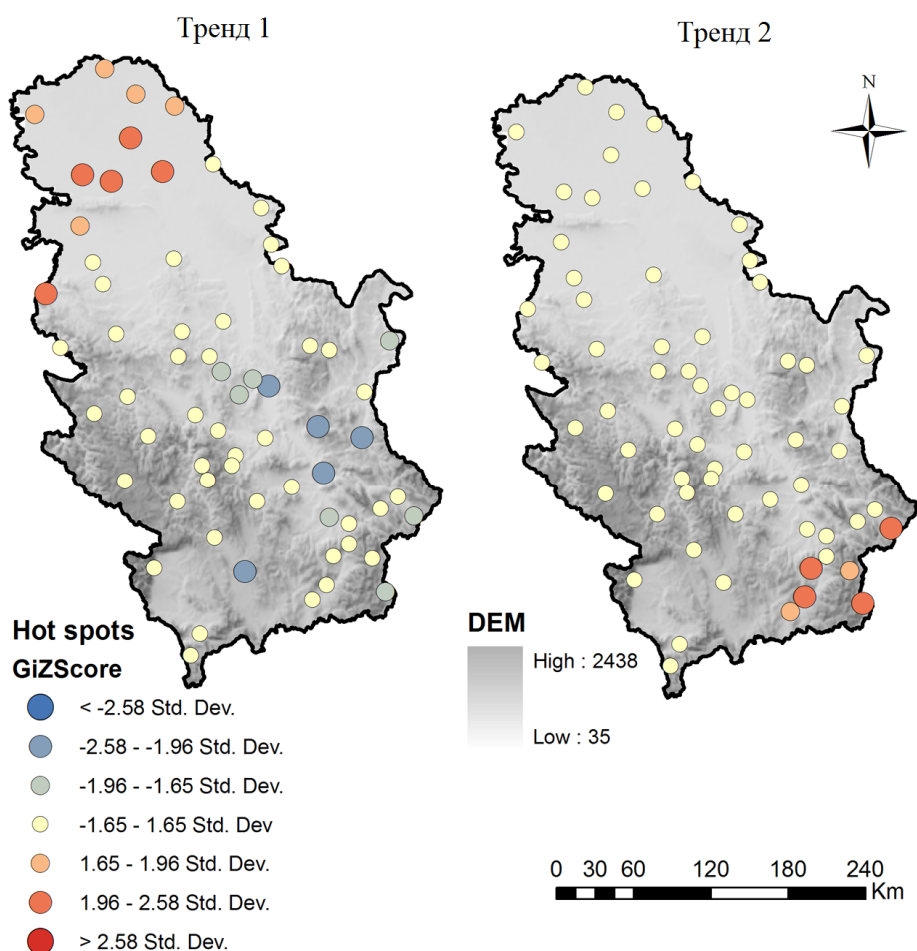 Тренд 1
Тренд 2
N
Hot spots
GiZScore
< -2.58 Std. Dev.
-2.58 - -1.96 Std. Dev.
-1.96 - -1.65 Std. Dev.
-1.65 - 1.65 Std. Dev
1.65 - 1.96 Std. Dev.
1.96 - 2.58 Std. Dev.
> 2.58 Std. Dev.
DEM
High : 2438
Low : 35
0 30 60 120 180 240
Km